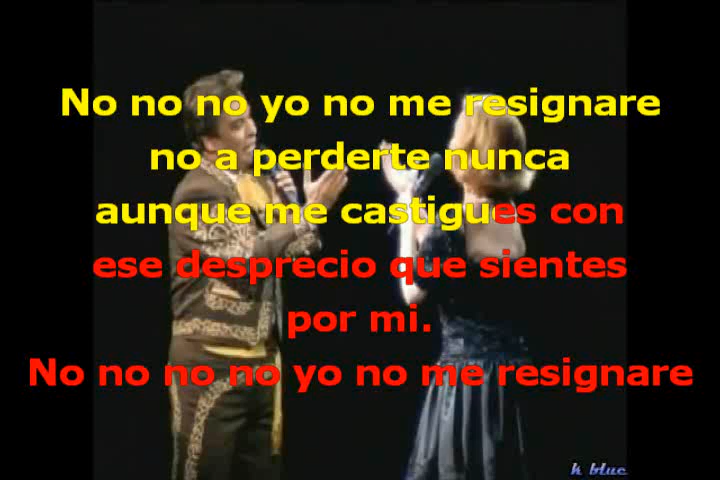 No no no yo no me resignare
no a perderte nunca
aunque me castigues con
ese desprecio que sientes
por mi.
No no no no yo no me resignare
k blue